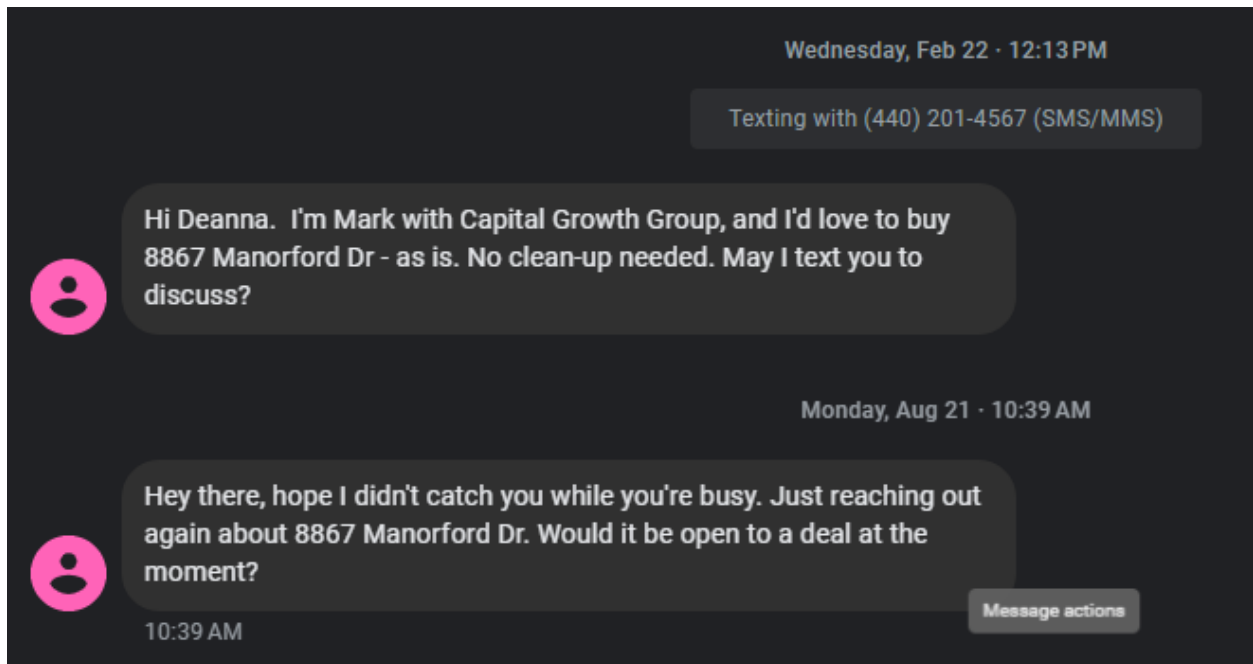 Wednesday, Feb 22 · 12:13 PM
Texting with (440) 201-4567 (SMS/MMS)
Hi Deanna.  I'm Mark with Capital Growth Group, and I'd love to buy
8867 Manorford Dr - as is. No clean-up needed. May I text you to
discuss?
Monday, Aug 21 · 10:39 AM
Hey there, hope I didn't catch you while you're busy. Just reaching out
again about 8867 Manorford Dr. Would it be open to a deal at the
moment?
Message actions
10:39 AM